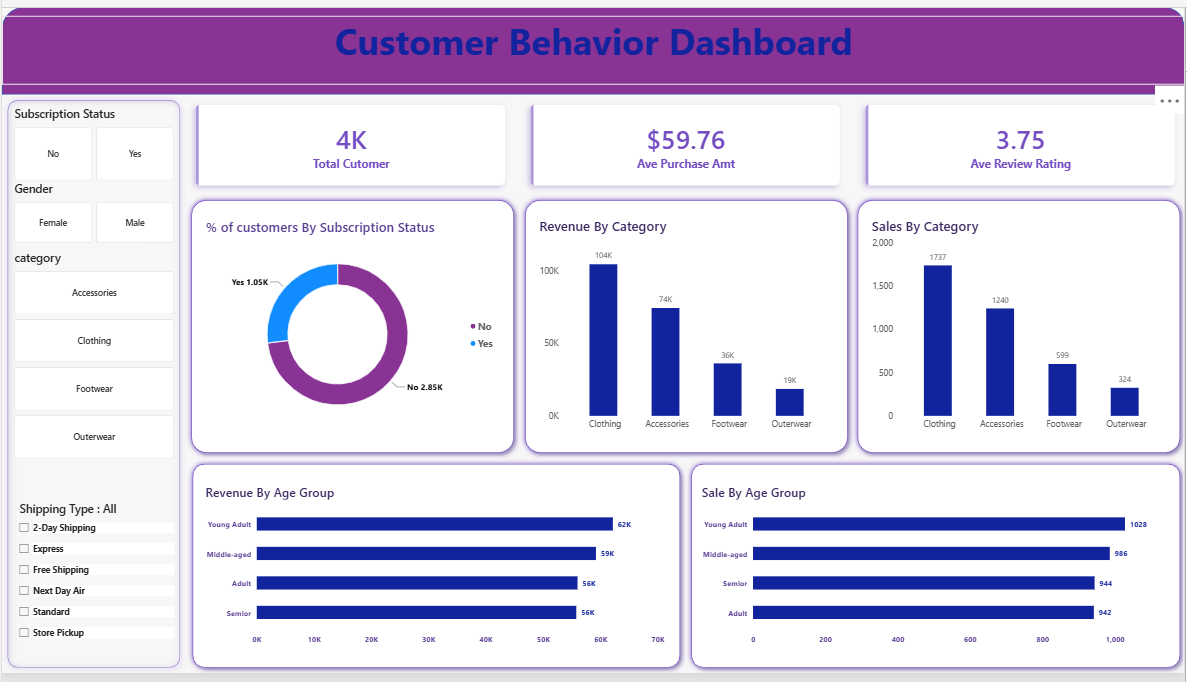 Customer Behavior Dashboard
Subscription Status
No
Yes
Gender
Female
Male
category
Accessories
Clothing
Footwear
Outerwear
Shipping Type : All
2-Day Shipping
Express
Free Shipping
Next Day Air
Standard
Store Pickup
4K
Total Cutomer
$59.76
Ave Purchase Amt
3.75
Ave Review Rating
% of customers By Subscription Status
Yes 1.05K
No 2.85K
No
Yes
Revenue By Category
100K
50K
0K
104K
74K
36K
19K
Clothing
Accessories
Footwear
Outerwear
Sales By Category
2,000
1,500
1,000
500
0
1737
1240
599
324
Clothing
Accessories
Footwear
Outerwear
Revenue By Age Group
Young Adult 62K
Middle-aged 59K
Adult 56K
Semior 56K
0K 10K 20K 30K 40K 50K 60K 70K
Sale By Age Group
Young Adult 1028
Middle-aged 986
Semior 944
Adult 942
0 200 400 600 800 1,000